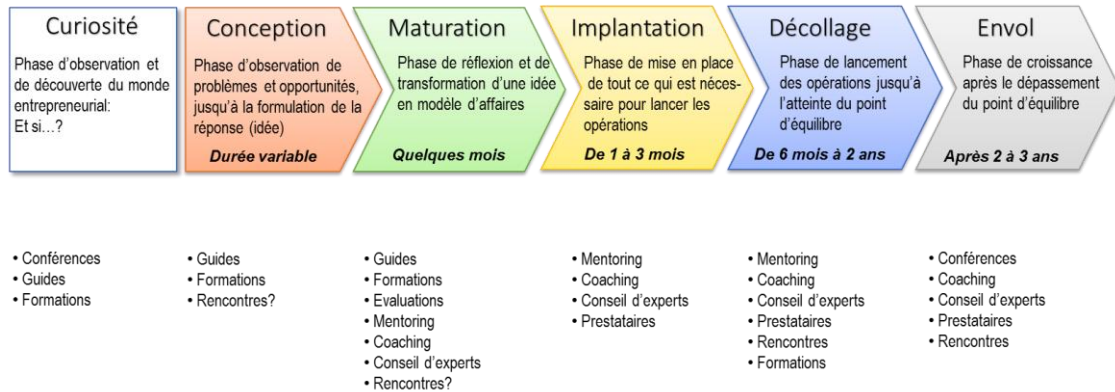 Curiosité
Phase d'observation et
de découverte du monde
entrepreneurial:
Et si…?
Conception
Phase d'observation de
problèmes et opportunités,
jusqu'à la formulation de la
réponse (idée)
Durée variable
Maturation
Phase de réflexion et de
transformation d'une idée
en modèle d'affaires
Quelques mois
Implantation
Phase de mise en place
de tout ce qui est néces-
saire pour lancer les
opérations
De 1 à 3 mois
Décollage
Phase de lancement
des opérations jusqu'à
l'atteinte du point
d'équilibre
De 6 mois à 2 ans
Envol
Phase de croissance
après le dépassement
du point d'équilibre
Après 2 à 3 ans
• Conférences
• Guides
• Formations
• Guides
• Formations
• Rencontres?
• Guides
• Formations
• Evaluations
• Mentoring
• Coaching
• Conseil d'experts
• Rencontres?
• Mentoring
• Coaching
• Conseil d'experts
• Prestataires
• Mentoring
• Coaching
• Conseil d'experts
• Prestataires
• Rencontres
• Formations
• Conférences
• Coaching
• Conseil d'experts
• Prestataires
• Rencontres